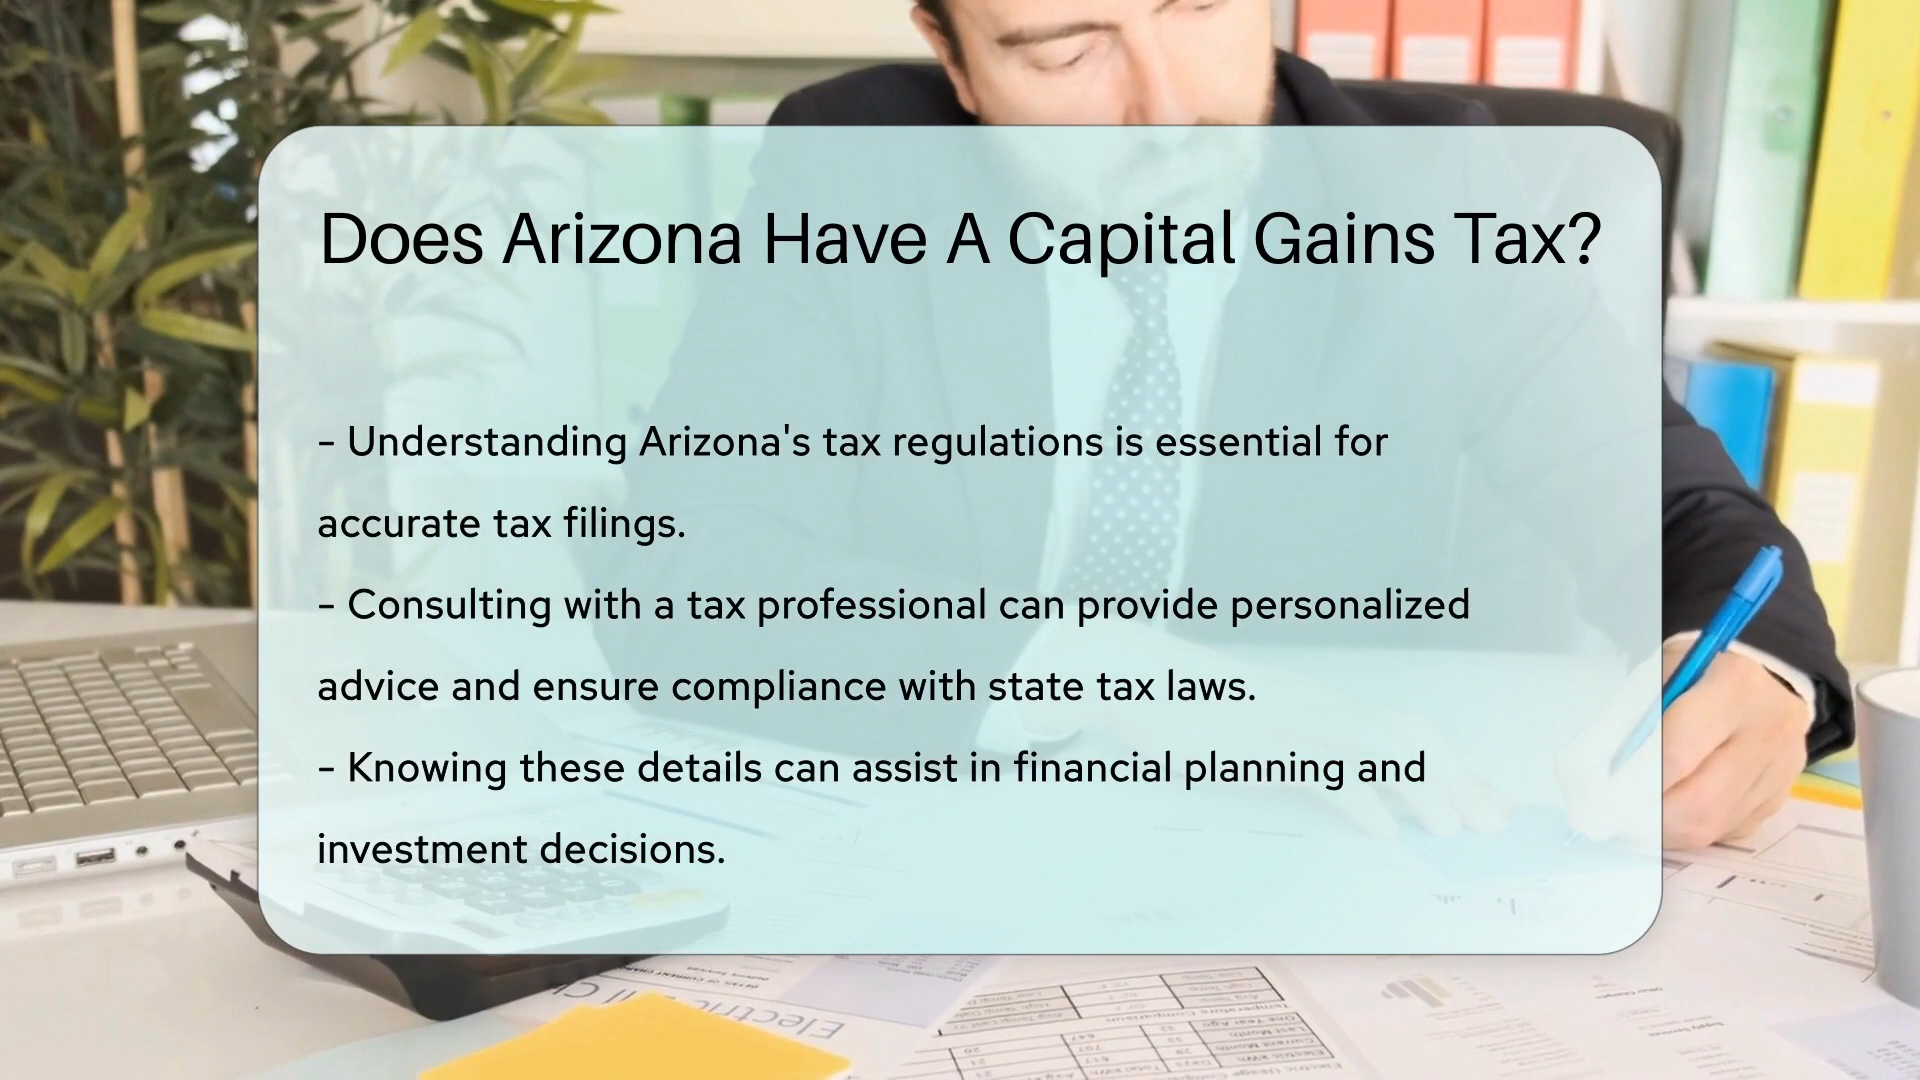 Does Arizona Have A Capital Gains Tax?
- Understanding Arizona's tax regulations is essential for
accurate tax filings.
- Consulting with a tax professional can provide personalized
advice and ensure compliance with state tax laws.
- Knowing these details can assist in financial planning and
investment decisions.